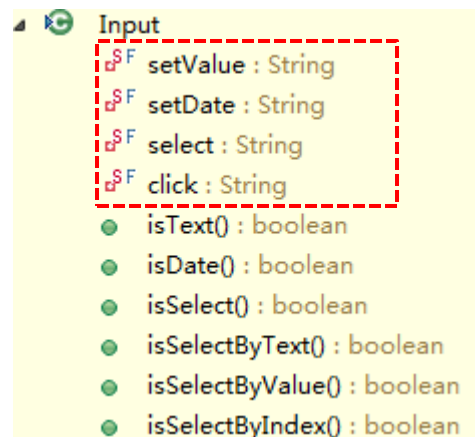 Input
S F setValue : String
S F setDate : String
S F select : String
S F click : String
isText() : boolean
isDate() : boolean
isSelect() : boolean
isSelectByText() : boolean
isSelectByValue() : boolean
isSelectByIndex() : boolean